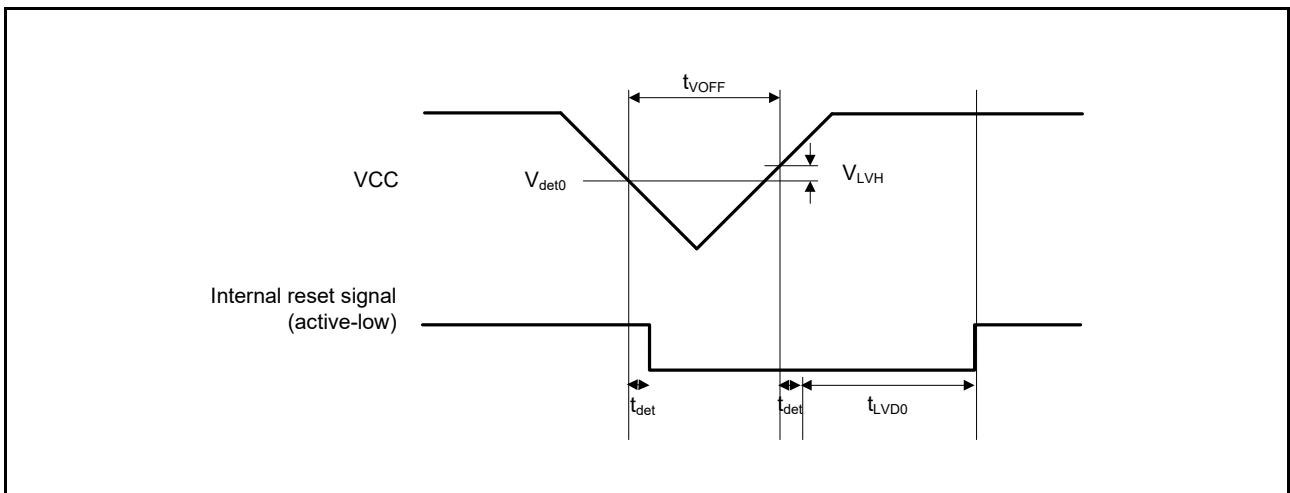 tVOFF
VCC
Vdet0
VLVH
Internal reset signal
(active-low)
tdet
tdet
tLVD0